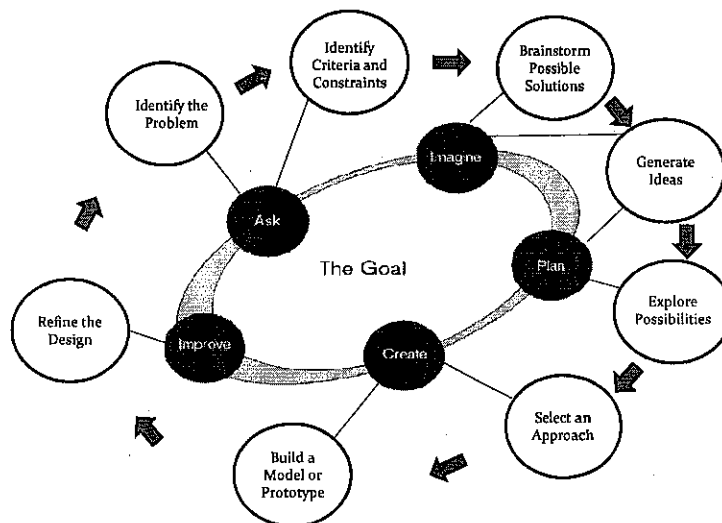 Identify
Criteria and
Constraints
Brainstorm
Possible
Solutions
Identify the
Problem
Imagine
Generate
Ideas
Ask
The Goal
Plan
Explore
Possibilities
Refine the
Design
Improve
Create
Select an
Approach
Build a
Model or
Prototype